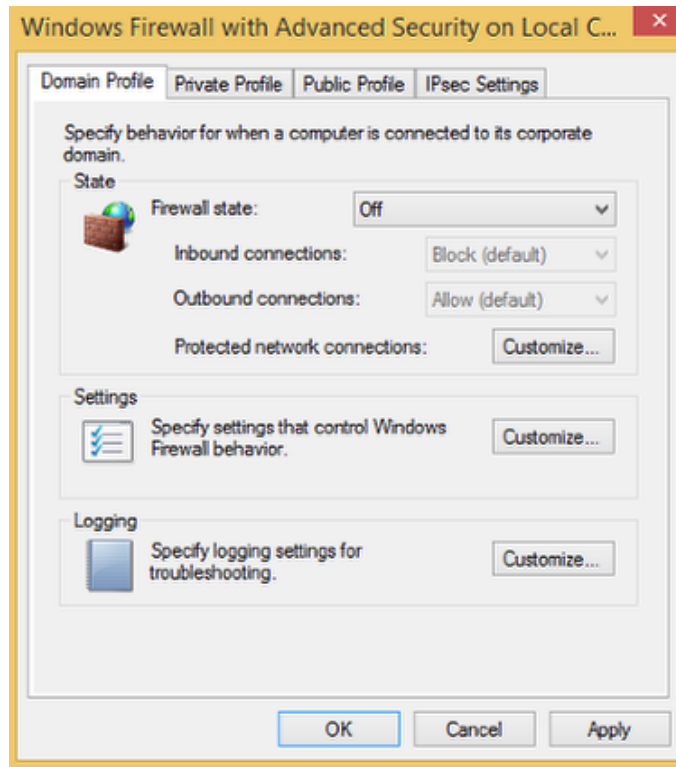 Windows Firewall with Advanced Security on Local C...
Domain Profile
Private Profile
Public Profile
IPsec Settings
Specify behavior for when a computer is connected to its corporate
domain.
State
Firewall state:
Off
Inbound connections:
Block (default)
Outbound connections:
Allow (default)
Protected network connections:
Customize...
Settings
Specify settings that control Windows
Firewall behavior.
Customize...
Logging
Specify logging settings for
troubleshooting.
Customize...
OK
Cancel
Apply